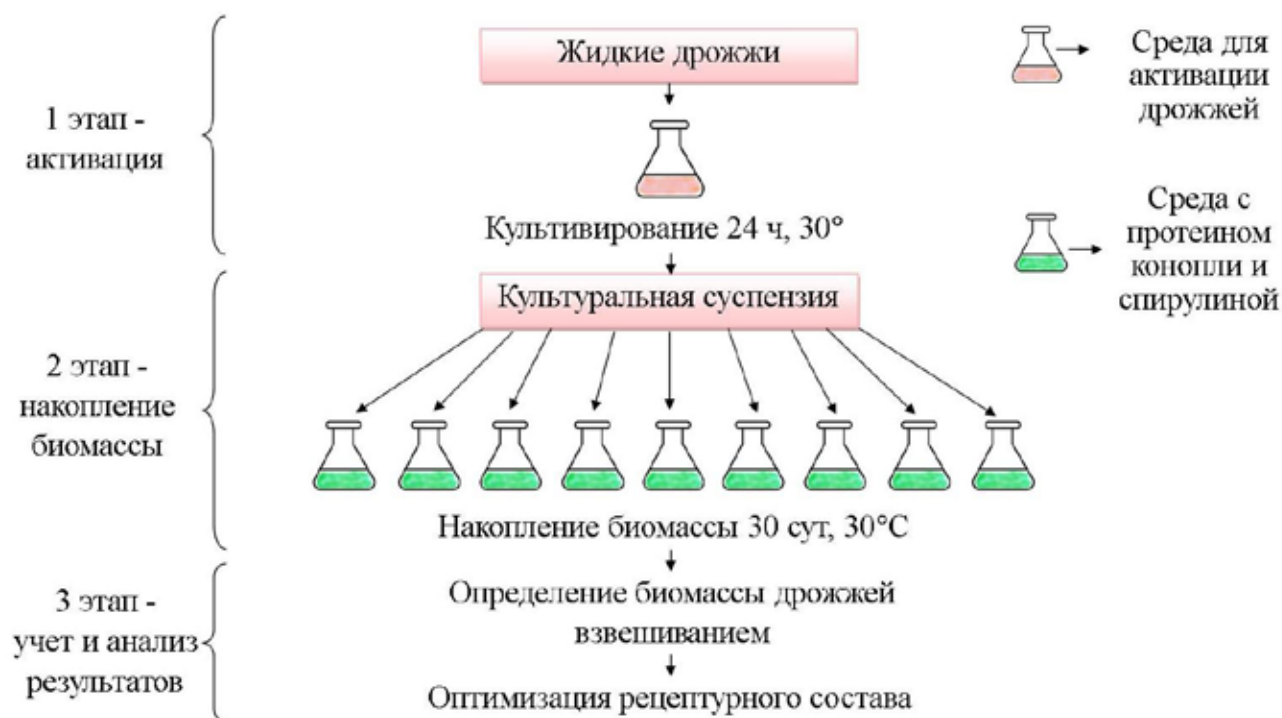 Жидкие дрожжи
Среда для
активации
дрожжей
1 этап -
активация
Культивирование 24 ч, 30°
Среда с
протеином
конопли и
спирулиной
Культуральная суспензия
2 этап -
накопление
биомассы
Накопление биомассы 30 сут, 30°С
3 этап -
учет и анализ
результатов
Определение биомассы дрожжей
взвешиванием
Оптимизация рецептурного состава